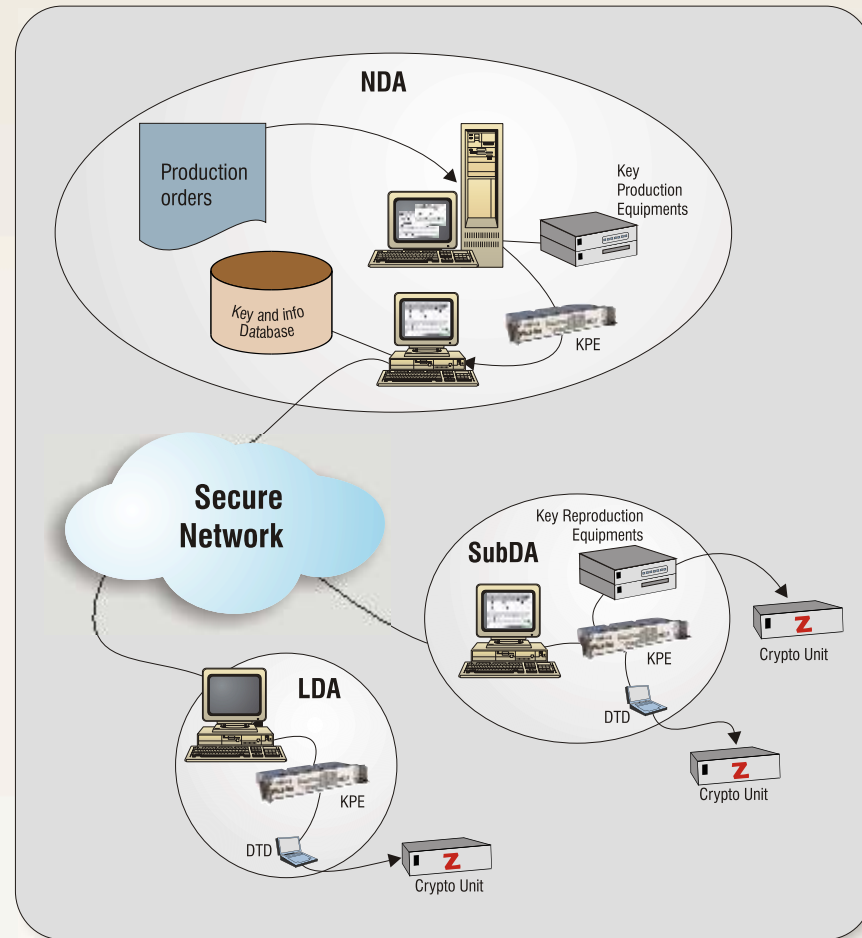 NDA
Production
orders
Key
Production
Equipments
Key and info
Database
KPE
Secure
Network
Key Reproduction
Equipments
SubDA
KPE
Z
Crypto Unit
DTD
Z
Crypto Unit
LDA
KPE
DTD
Z
Crypto Unit